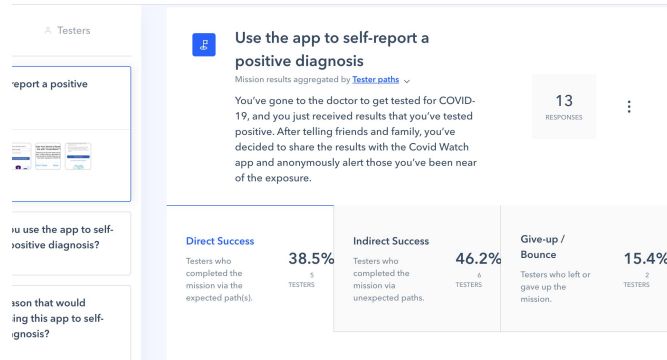 Testers
report a positive
ou use the app to self-
positive diagnosis?
ason that would
sing this app to self-
agnosis?
Use the app to self-report a
positive diagnosis
Mission results aggregated by Tester paths
You've gone to the doctor to get tested for COVID-
19, and you just received results that you've tested
positive. After telling friends and family, you've
decided to share the results with the Covid Watch
app and anonymously alert those you've been near
of the exposure.
13
RESPONSES
Direct Success
Testers who
completed the
mission via the
expected path(s).
38.5%
5
TESTERS
Indirect Success
Testers who
completed the
mission via
unexpected paths.
46.2%
6
TESTERS
Give-up /
Bounce
Testers who left or
gave up the
mission.
15.4%
2
TESTERS